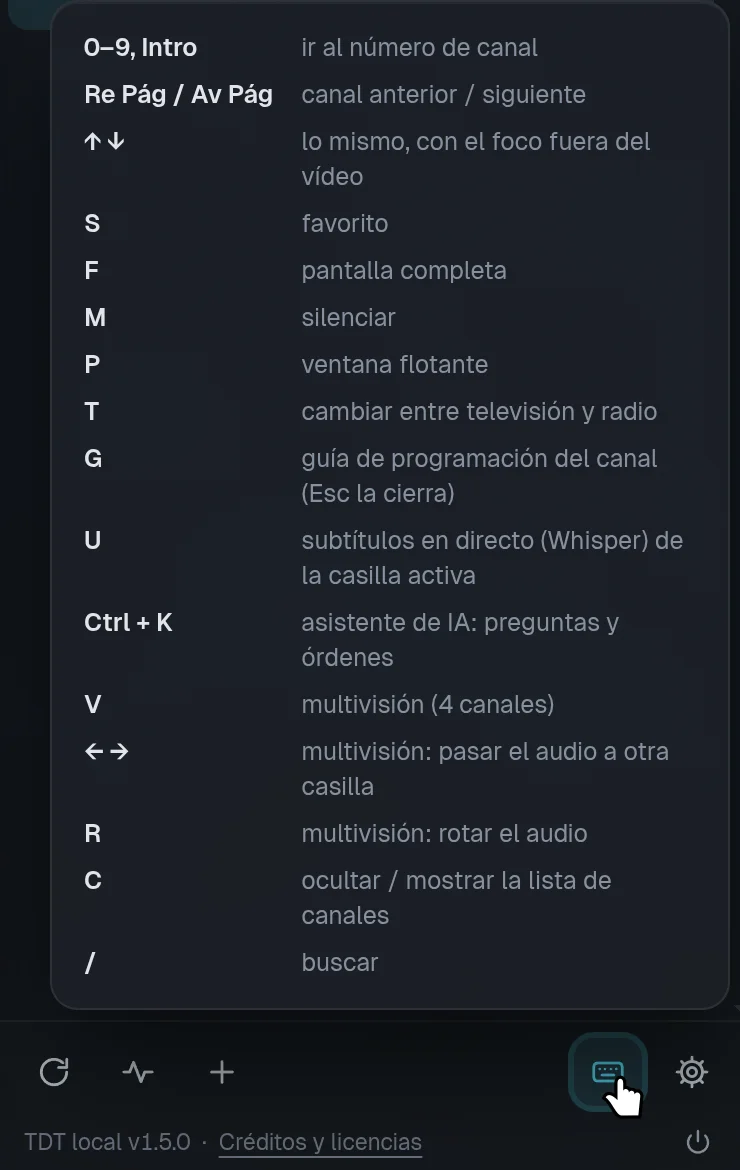 0–9, Intro ir al número de canal
Re Pág / Av Pág canal anterior / siguiente
↑ ↓ lo mismo, con el foco fuera del
vídeo
S favorito
F pantalla completa
M silenciar
P ventana flotante
T cambiar entre televisión y radio
G guía de programación del canal
(Esc la cierra)
U subtítulos en directo (Whisper) de
la casilla activa
Ctrl + K asistente de IA: preguntas y
órdenes
V multivisión (4 canales)
← → multivisión: pasar el audio a otra
casilla
R multivisión: rotar el audio
C ocultar / mostrar la lista de
canales
/ buscar
TDT local v1.5.0 · Créditos y licencias